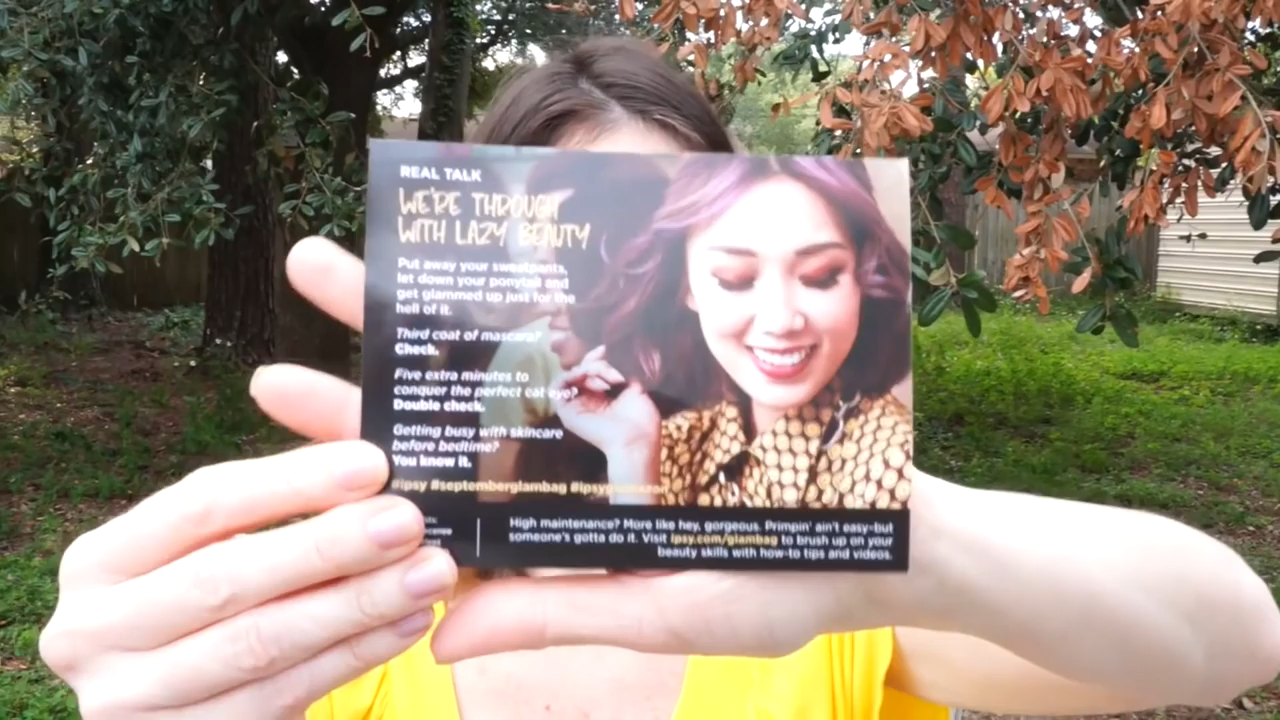 REAL TALK
WE'RE THROUGH
WITH LAZY BEAUTY
Put away your sweatpants,
let down your ponytail and
get glammed up just for the
hell of it.
Third coat of mascara?
Check.
Five extra minutes to
conquer the perfect cat eye?
Double check.
Getting busy with skincare
before bedtime?
You know it.
#ipsy #septemberglambag
High maintenance? More like hey, gorgeous. Primpin' ain't easy–but
someone's gotta do it. Visit ipsy.com/glambag to brush up on your
beauty skills with how-to tips and videos.